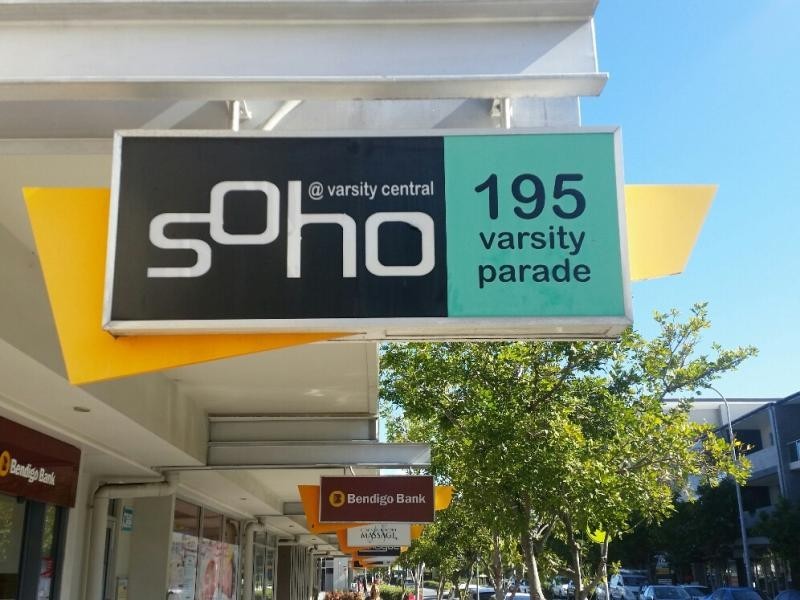 @ varsity central
soho
195
varsity
parade
Bendigo Bank
Bendigo Bank
MASSAGE